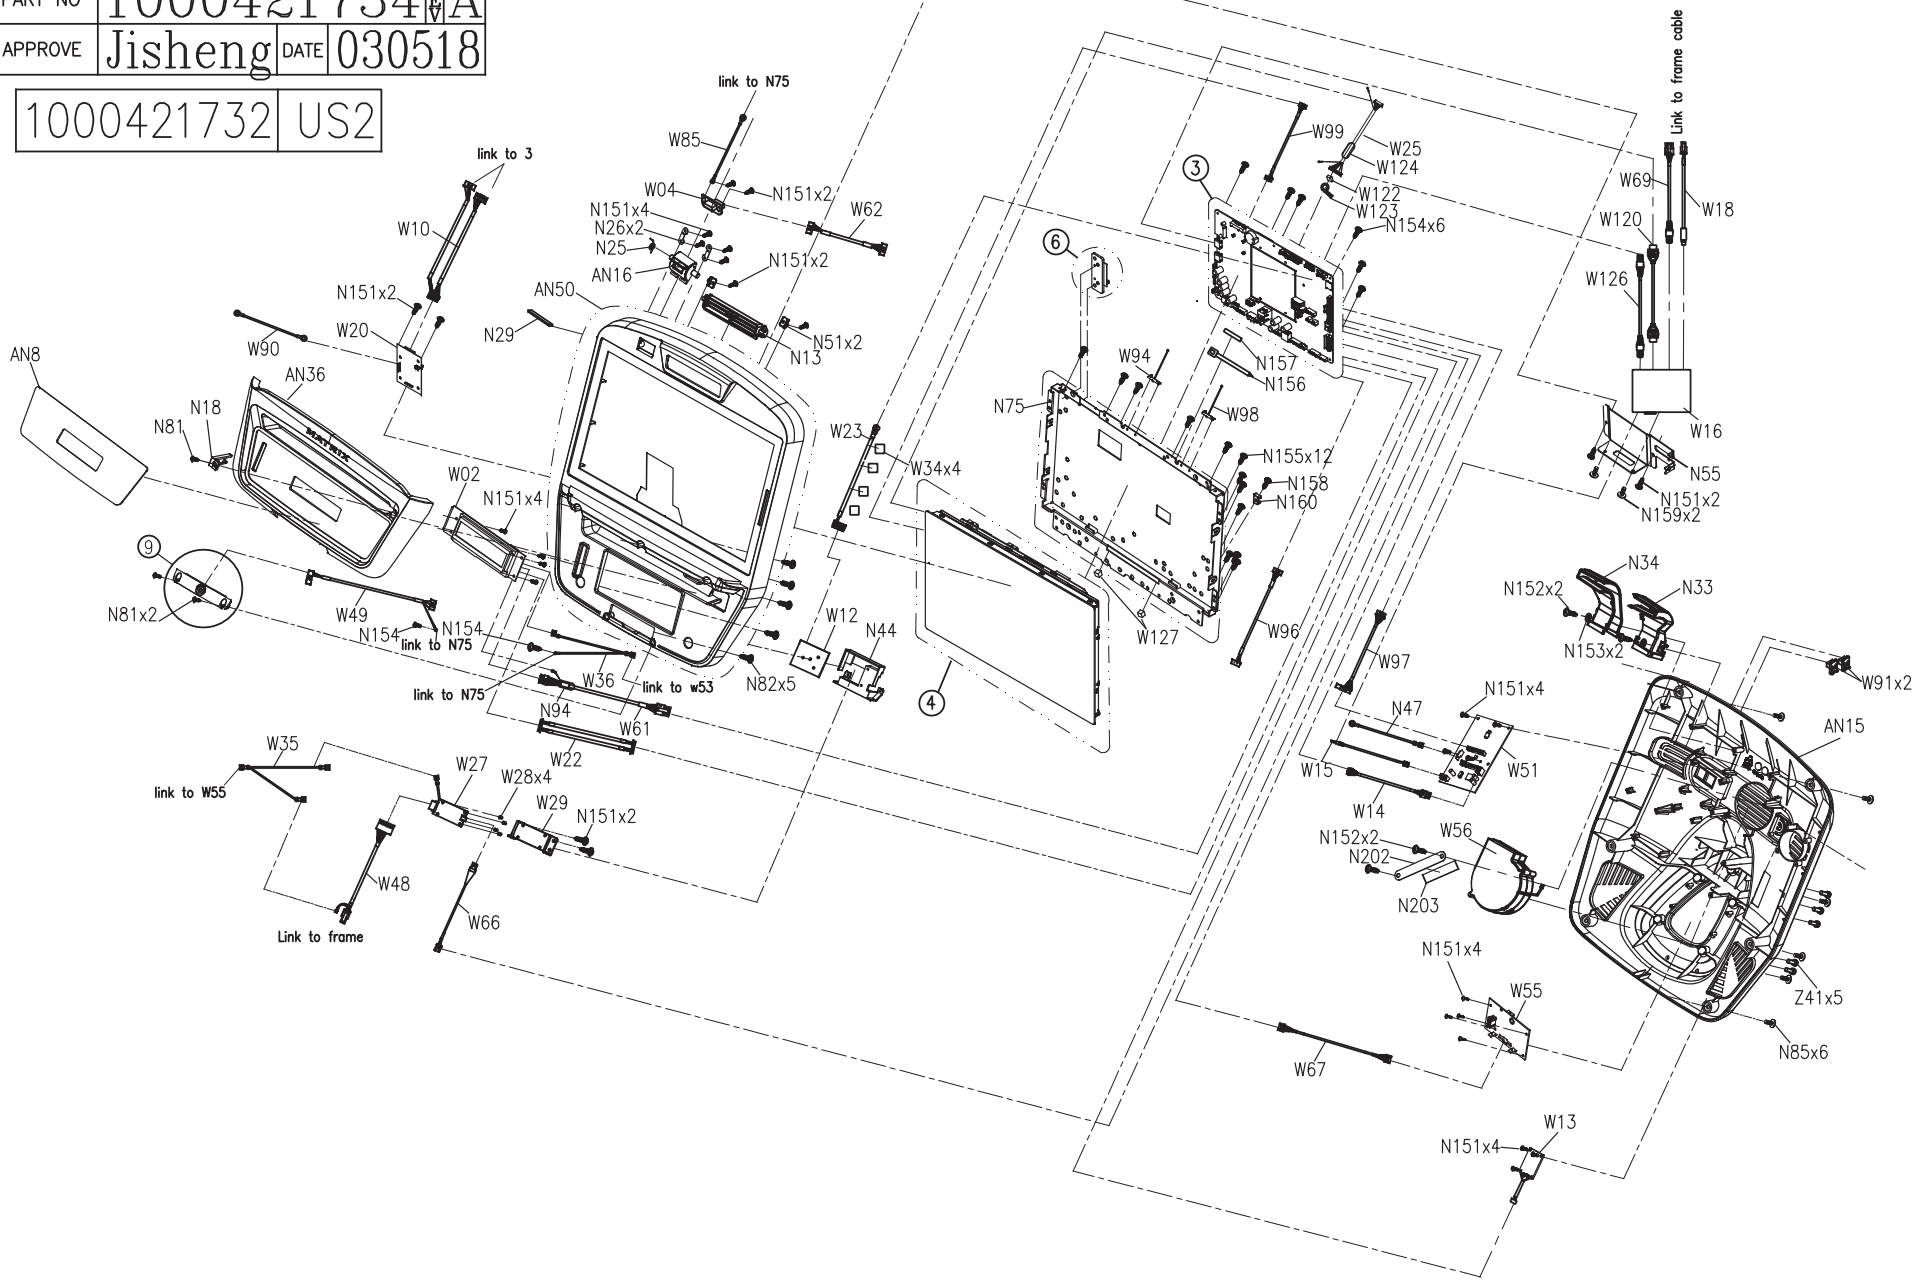 PART NO 1000421734 A
APPROVE Jisheng DATE 030518
1000421732 US2
link to N75
link to 3
Link to frame cable
W85
W04
N151x2
W62
N151x4
N26x2
N25
AN16
N151x2
W10
N151x2
W20
W90
AN50
N29
N51x2
N13
AN8
AN36
N18
N81
MATRIX
W02
N151x4
9
N81x2
W49
N154
link to N75
N154
W36
link to N75
link to w53
N94
W61
W22
N82x5
W12
N44
W23
W34x4
W35
link to W55
W27
W28x4
W29
N151x2
W48
W66
Link to frame
4
6
3
W99
W25
W124
W122
W123
N154x6
N157
N156
W94
W98
N75
N155x12
N158
N160
W127
W96
W97
W69
W18
W120
W126
W16
N55
N151x2
N159x2
N34
N152x2
N33
N153x2
W91x2
N151x4
N47
W51
W15
W14
AN15
N152x2
N202
W56
N203
N151x4
W55
W67
Z41x5
N85x6
W13
N151x4